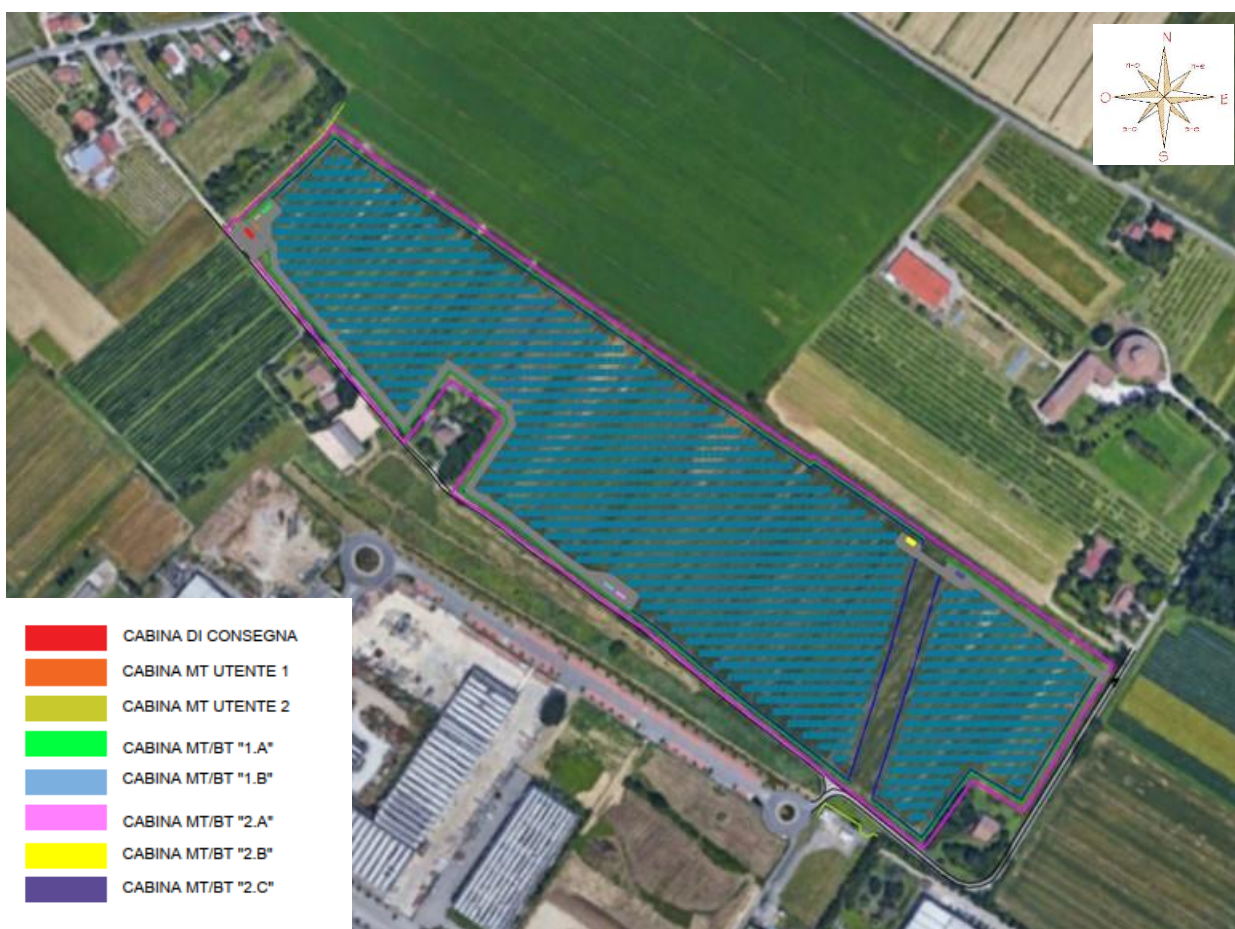 N
n-o
n-e
O
E
s-o
s-e
S
CABINA DI CONSEGNA
CABINA MT UTENTE 1
CABINA MT UTENTE 2
CABINA MT/BT "1.A"
CABINA MT/BT "1.B"
CABINA MT/BT "2.A"
CABINA MT/BT "2.B"
CABINA MT/BT "2.C"